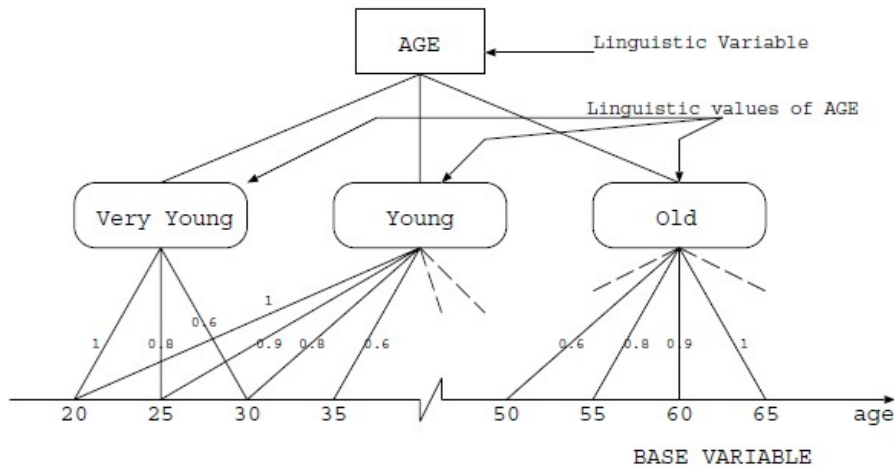 AGE
Linguistic Variable
Linguistic values of AGE
Very Young
Young
Old
1
0.8
0.6
1
0.9
0.8
0.6
0.6
0.8
0.9
1
20 25 30 35 50 55 60 65 age
BASE VARIABLE